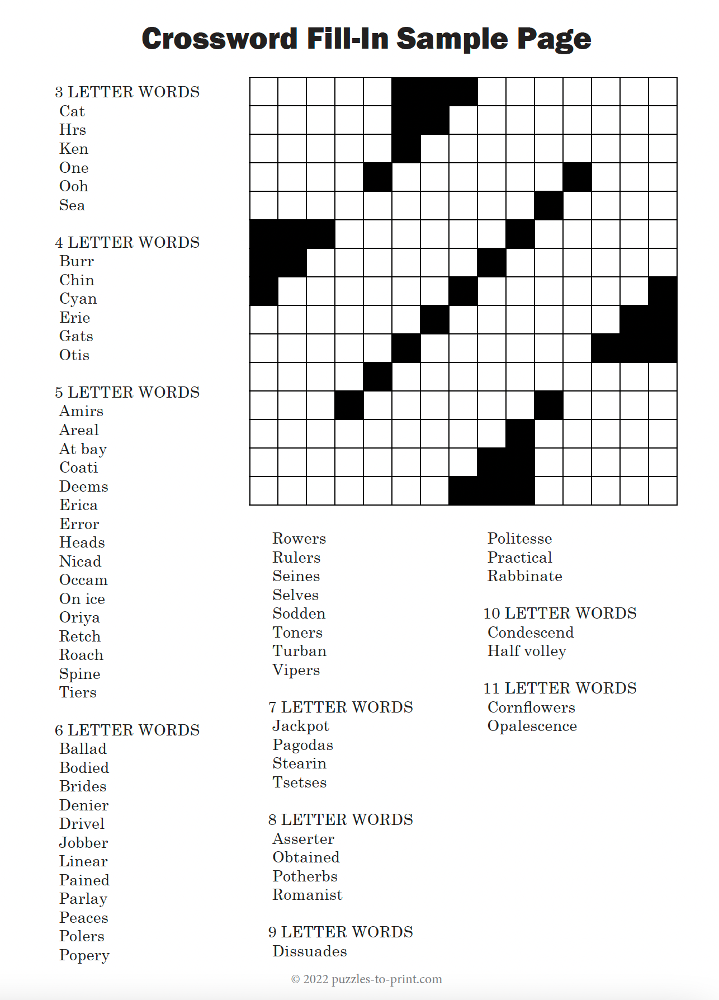 Crossword Fill-In Sample Page
3 LETTER WORDS
Cat
Hrs
Ken
One
Ooh
Sea
4 LETTER WORDS
Burr
Chin
Cyan
Erie
Gats
Otis
5 LETTER WORDS
Amirs
Areal
At bay
Coati
Deems
Erica
Error
Heads
Nicad
Occam
On ice
Oriya
Retch
Roach
Spine
Tiers
6 LETTER WORDS
Ballad
Bodied
Brides
Denier
Drivel
Jobber
Linear
Pained
Parlay
Peaces
Polers
Popery
Rowers
Rulers
Seines
Selves
Sodden
Toners
Turban
Vipers
7 LETTER WORDS
Jackpot
Pagodas
Stearin
Tsetses
8 LETTER WORDS
Asserter
Obtained
Potherbs
Romanist
9 LETTER WORDS
Dissuades
Politesse
Practical
Rabbinate
10 LETTER WORDS
Condescend
Half volley
11 LETTER WORDS
Cornflowers
Opalescence
© 2022 puzzles-to-print.com